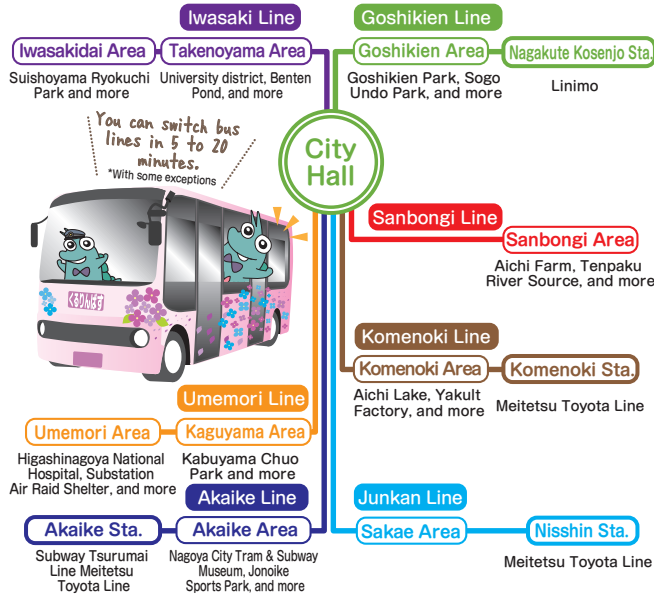 Iwasaki Line
Iwasakidai Area
Takenoyama Area
Suishoyama Ryokuchi
Park and more
University district, Benten
Pond, and more
Goshikien Line
Goshikien Area
Nagakute Kosenjo Sta.
Goshikien Park, Sogo
Undo Park, and more
Linimo
You can switch bus
lines in 5 to 20
minutes.
*With some exceptions
City
Hall
くるりんばす
Sanbongi Line
Sanbongi Area
Aichi Farm, Tenpaku
River Source, and more
Komenoki Line
Komenoki Area
Komenoki Sta.
Aichi Lake, Yakult
Factory, and more
Meitetsu Toyota Line
Umemori Line
Umemori Area
Kaguyama Area
Higashinagoya National
Hospital, Substation
Air Raid Shelter, and more
Kabuyama Chuo
Park and more
Akaike Line
Akaike Sta.
Akaike Area
Subway Tsurumai
Line Meitetsu
Toyota Line
Nagoya City Tram & Subway
Museum, Jonoike
Sports Park, and more
Junkan Line
Sakae Area
Nisshin Sta.
Meitetsu Toyota Line